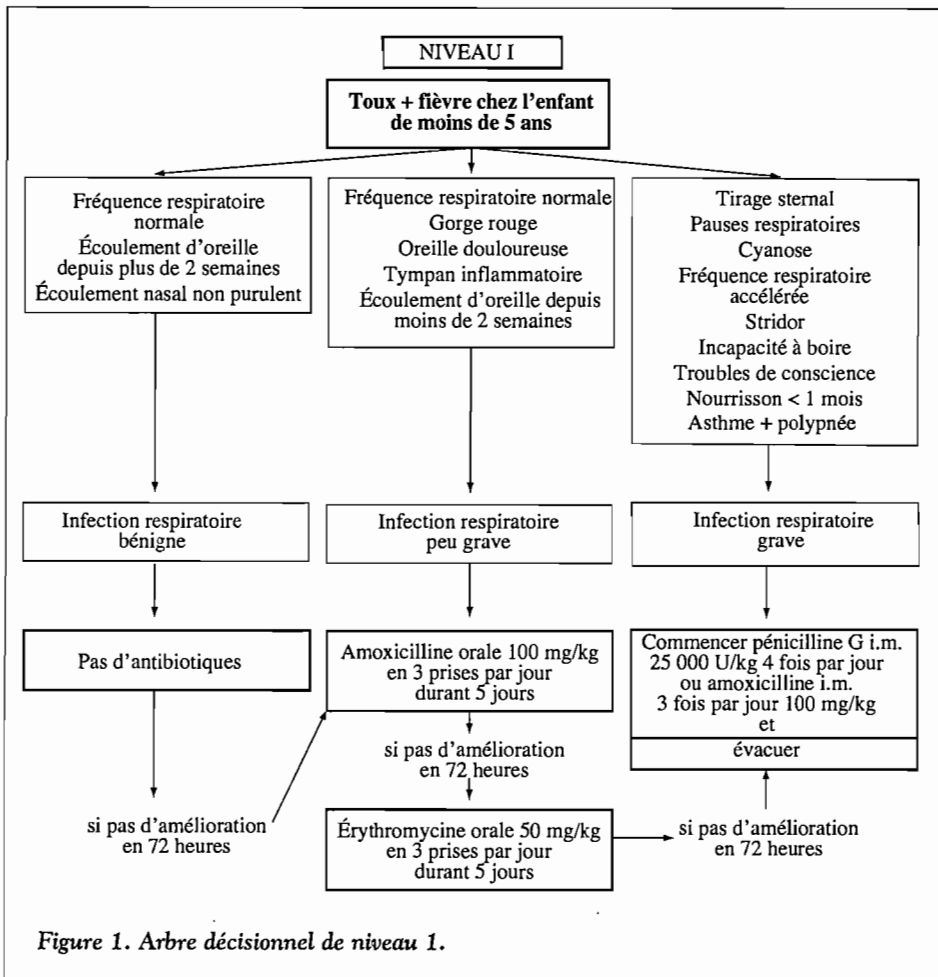 NIVEAU I
Toux + fièvre chez l'enfant
de moins de 5 ans
Fréquence respiratoire
normale
Écoulement d'oreille
depuis plus de 2 semaines
Écoulement nasal non purulent
Fréquence respiratoire normale
Gorge rouge
Oreille douloureuse
Tympan inflammatoire
Écoulement d'oreille depuis
moins de 2 semaines
Tirage sternal
Pauses respiratoires
Cyanose
Fréquence respiratoire
accélérée
Stridor
Incapacité à boire
Troubles de conscience
Nourrisson < 1 mois
Asthme + polypnée
Infection respiratoire
bénigne
Infection respiratoire
peu grave
Infection respiratoire
grave
Pas d'antibiotiques
Amoxicilline orale 100 mg/kg
en 3 prises par jour
durant 5 jours
Commencer pénicilline G i.m.
25 000 U/kg 4 fois par jour
ou amoxicilline i.m.
3 fois par jour 100 mg/kg
et
évacuer
si pas d'amélioration
en 72 heures
si pas d'amélioration
en 72 heures
Érythromycine orale 50 mg/kg
en 3 prises par jour
durant 5 jours
si pas d'amélioration
en 72 heures
Figure 1. Arbre décisionnel de niveau 1.